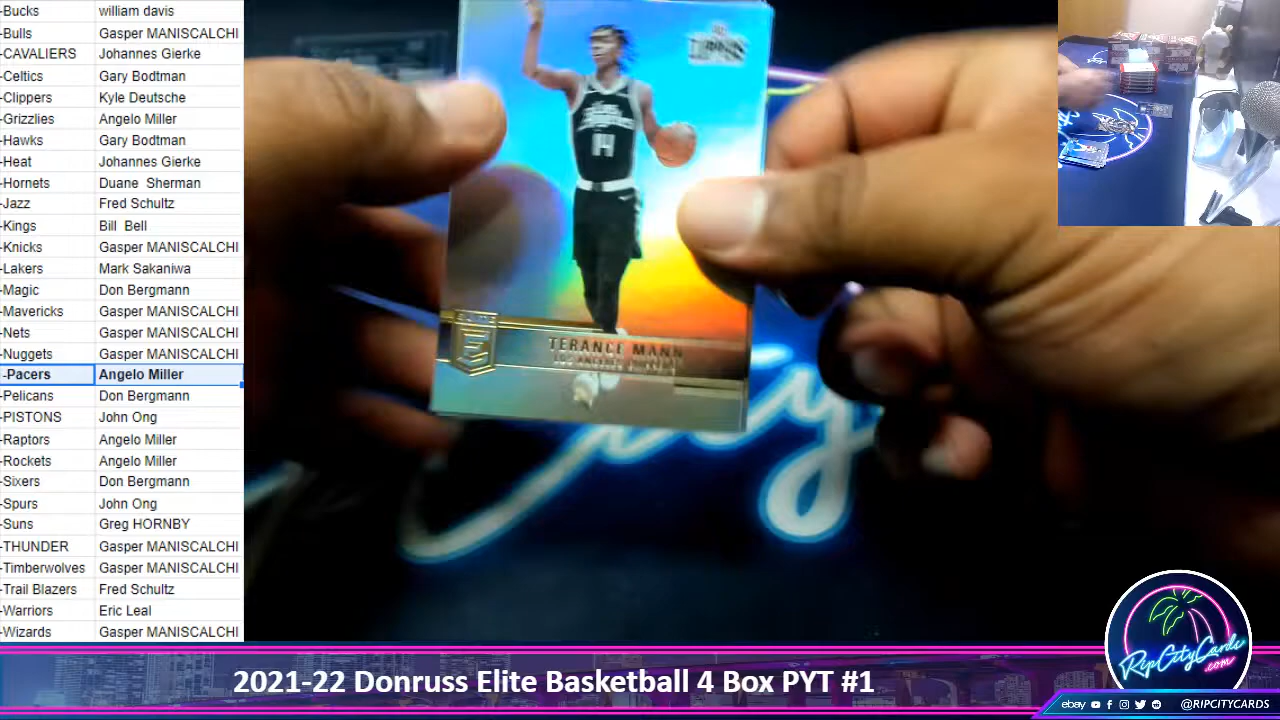 -Bucks william davis
-Bulls Gasper MANISCALCHI
-CAVALIERS Johannes Gierke
-Celtics Gary Bodtman
-Clippers Kyle Deutsche
-Grizzlies Angelo Miller
-Hawks Gary Bodtman
-Heat Johannes Gierke
-Hornets Duane Sherman
-Jazz Fred Schultz
-Kings Bill Bell
-Knicks Gasper MANISCALCHI
-Lakers Mark Sakaniwa
-Magic Don Bergmann
-Mavericks Gasper MANISCALCHI
-Nets Gasper MANISCALCHI
-Nuggets Gasper MANISCALCHI
-Pacers Angelo Miller
-Pelicans Don Bergmann
-PISTONS John Ong
-Raptors Angelo Miller
-Rockets Angelo Miller
-Sixers Don Bergmann
-Spurs John Ong
-Suns Greg HORNBY
-THUNDER Gasper MANISCALCHI
-Timberwolves Gasper MANISCALCHI
-Trail Blazers Fred Schultz
-Warriors Eric Leal
-Wizards Gasper MANISCALCHI
14
TERANCE MANN
RipCityCards
.com
2021-22 Donruss Elite Basketball 4 Box PYT #1
ebay @RIPCITYCARDS